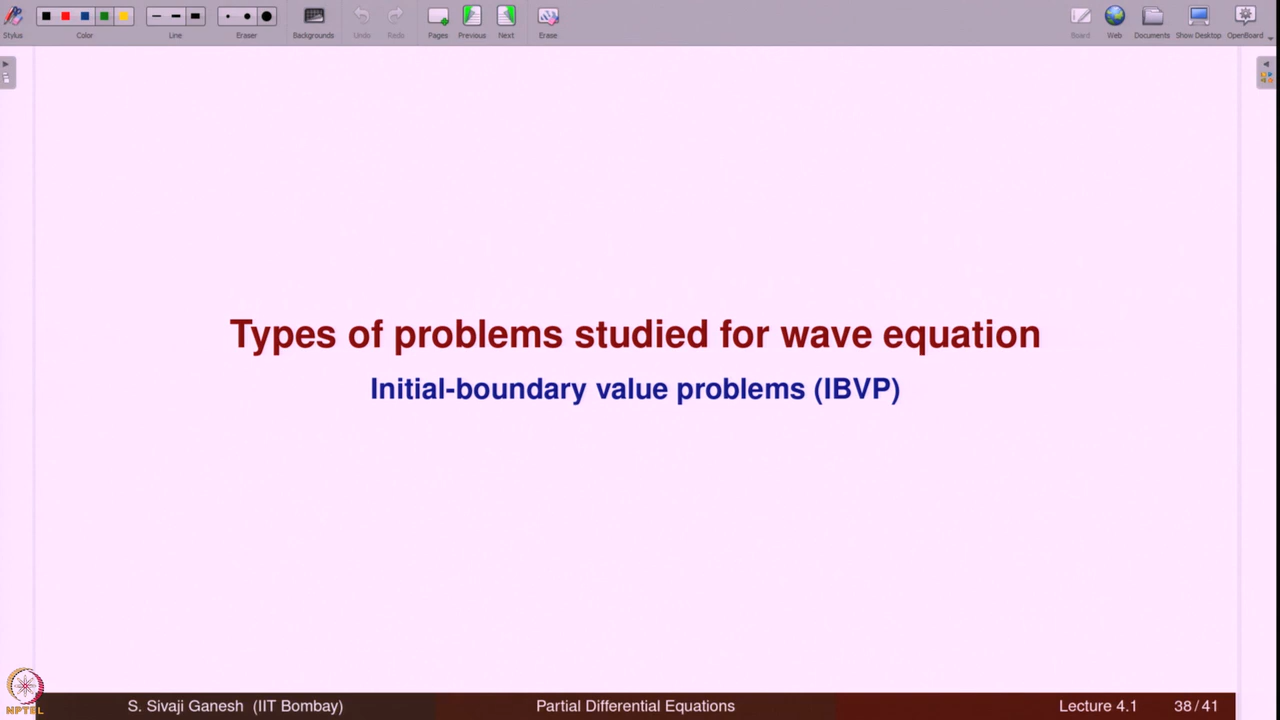 Stylus Color Line Eraser Backgrounds Undo Redo Pages Previous Next Erase Board Web Documents Show Desktop OpenBoard
Types of problems studied for wave equation
Initial-boundary value problems (IBVP)
NPTEL
S. Sivaji Ganesh (IIT Bombay) Partial Differential Equations Lecture 4.1 38/41